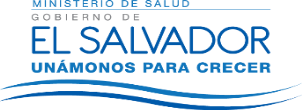 MINISTERIO DE SALUD
GOBIERNO DE
EL SALVADOR
UNÁMONOS PARA CRECER